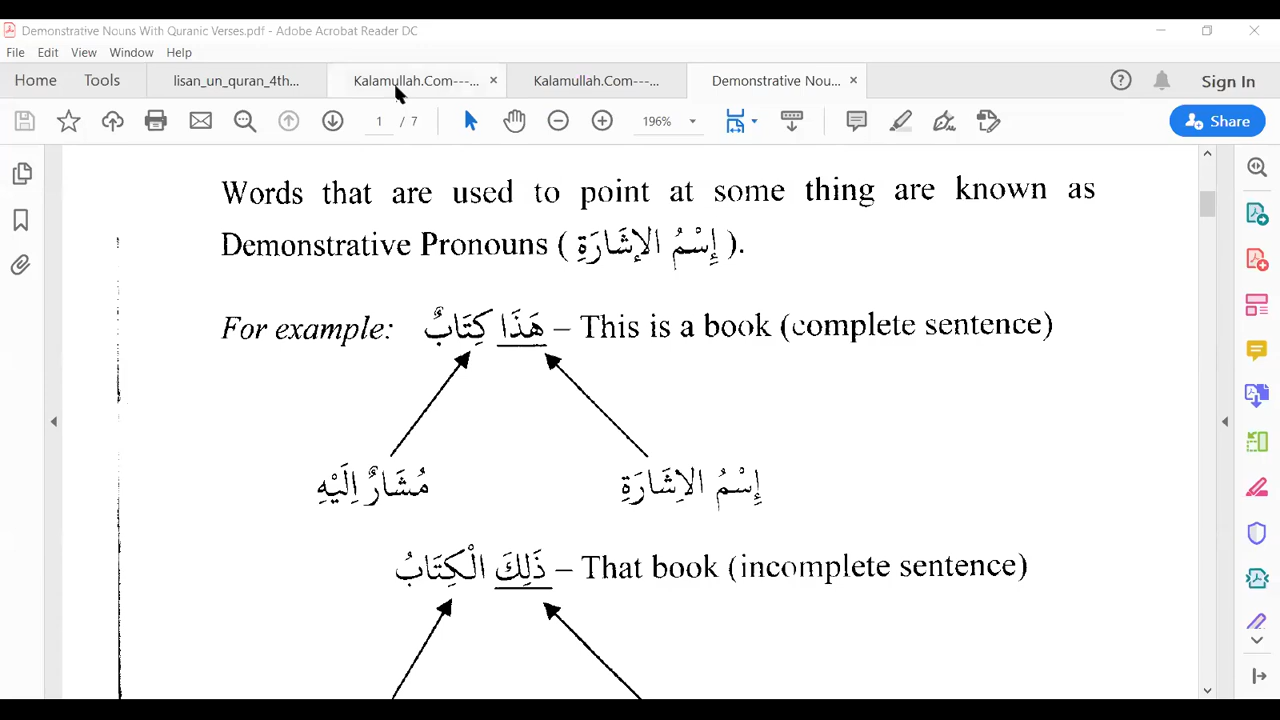 Demonstrative Nouns With Quranic Verses.pdf - Adobe Acrobat Reader DC
File Edit View Window Help
Home Tools lisan_un_quran_4th... Kalamullah.Com---... × Kalamullah.Com---... Demonstrative Nou... × Sign In
1 / 7 196% Share
Words that are used to point at some thing are known as
Demonstrative Pronouns ( إِسْمُ الإشَارَةِ ).
For example: هَذَا كِتَابٌ – This is a book (complete sentence)
مُشَارٌ اِلَيْهِ إِسْمُ الاِشَارَةِ
ذَلِكَ الْكِتَابُ – That book (incomplete sentence)